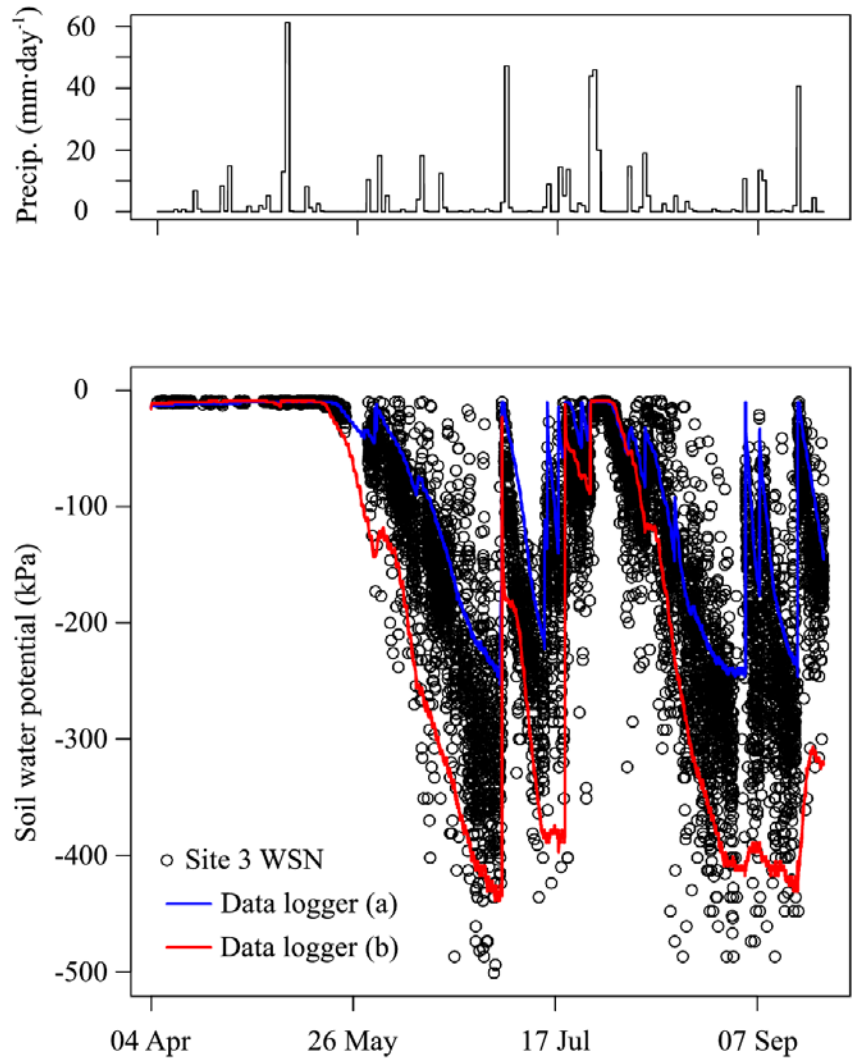 Precip. (mm·day⁻¹)
60
40
20
0
Soil water potential (kPa)
0
-100
-200
-300
-400
-500
Site 3 WSN
Data logger (a)
Data logger (b)
04 Apr 26 May 17 Jul 07 Sep